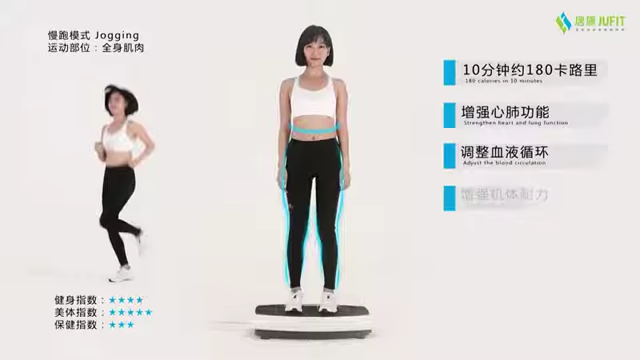 慢跑模式 Jogging
运动部位：全身肌肉
JUFIT
10分钟约180卡路里
180 calories in 10 minutes
增强心肺功能
Strengthen heart and lung function
调整血液循环
Adjust the blood circulation
增强机体耐力
健身指数：★★★★
美体指数：★★★★★
保健指数：★★★